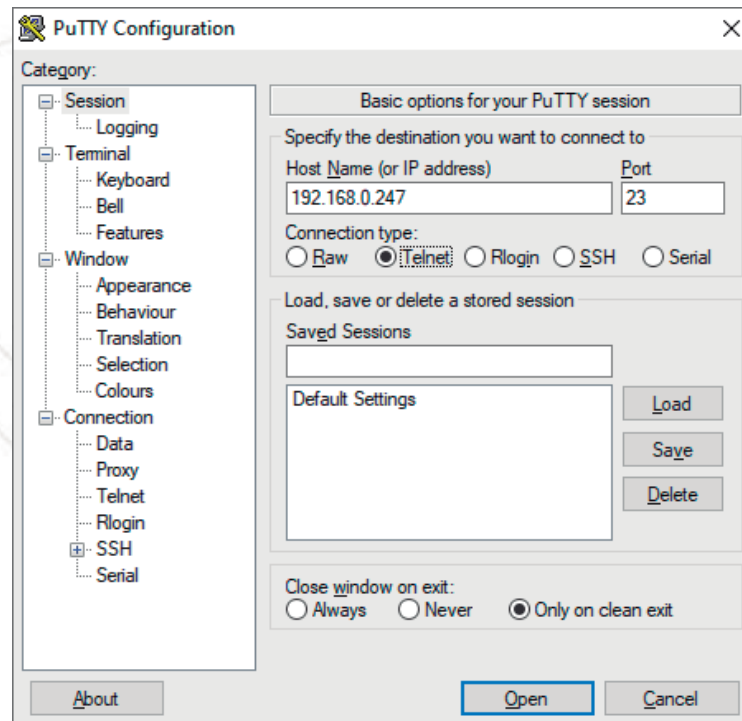 PuTTY Configuration
Category:
Session
Logging
Terminal
Keyboard
Bell
Features
Window
Appearance
Behaviour
Translation
Selection
Colours
Connection
Data
Proxy
Telnet
Rlogin
SSH
Serial
Basic options for your PuTTY session
Specify the destination you want to connect to
Host Name (or IP address) Port
192.168.0.247 23
Connection type:
Raw Telnet Rlogin SSH Serial
Load, save or delete a stored session
Saved Sessions
Default Settings
Load
Save
Delete
Close window on exit:
Always Never Only on clean exit
About Open Cancel